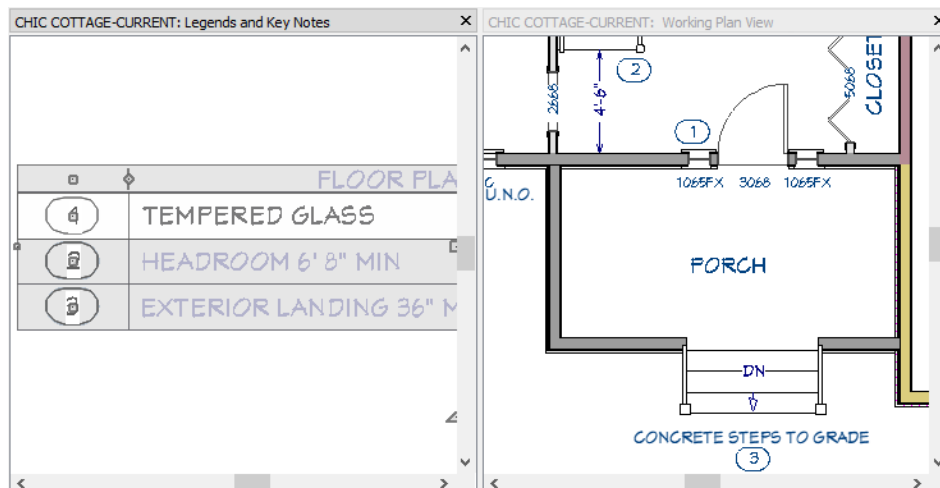 CHIC COTTAGE-CURRENT: Legends and Key Notes
FLOOR PLA
TEMPERED GLASS
2
HEADROOM 6' 8" MIN
3
EXTERIOR LANDING 36" M
CHIC COTTAGE-CURRENT: Working Plan View
2
2668
4'-6"
5068
CLOSET
1
U.N.O.
1065FX
3068
1065FX
PORCH
DN
CONCRETE STEPS TO GRADE
3